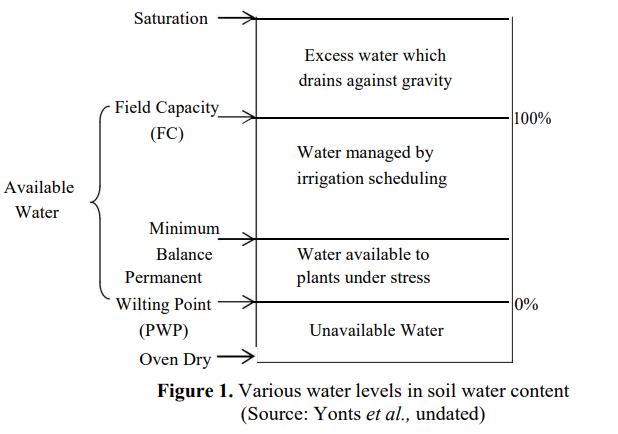 Saturation
Excess water which
drains against gravity
Field Capacity
(FC)
100%
Water managed by
irrigation scheduling
Available
Water
Minimum
Balance
Water available to
plants under stress
Permanent
Wilting Point
(PWP)
0%
Unavailable Water
Oven Dry
Figure 1. Various water levels in soil water content
(Source: Yonts et al., undated)